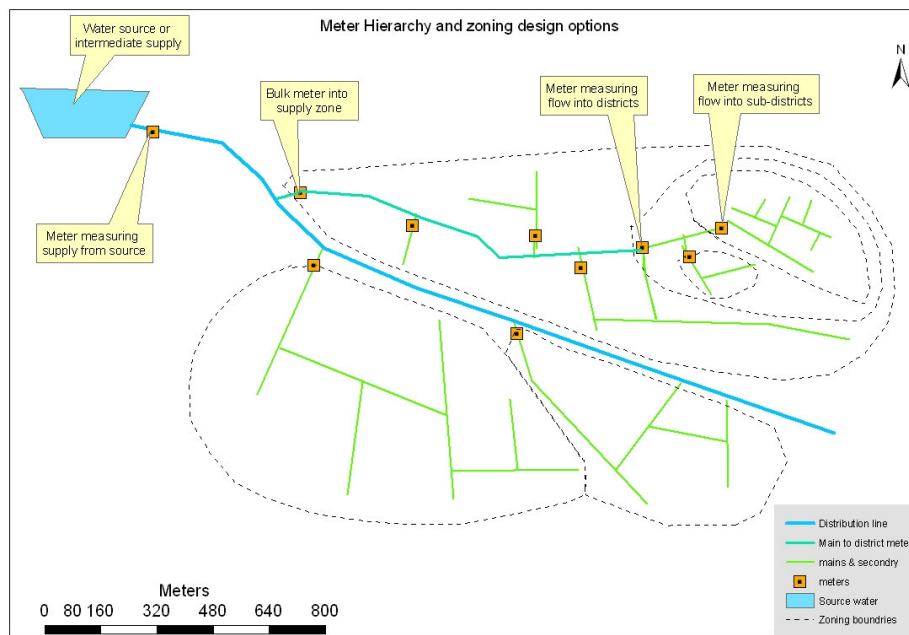 Meter Hierarchy and zoning design options
Water source or
intermediate supply
N
Bulk meter into
supply zone
Meter measuring
flow into districts
Meter measuring
flow into sub-districts
Meter measuring
supply from source
Distribution line
Main to district mete
mains & secondry
meters
Source water
Zoning boundries
Meters
0 80 160 320 480 640 800